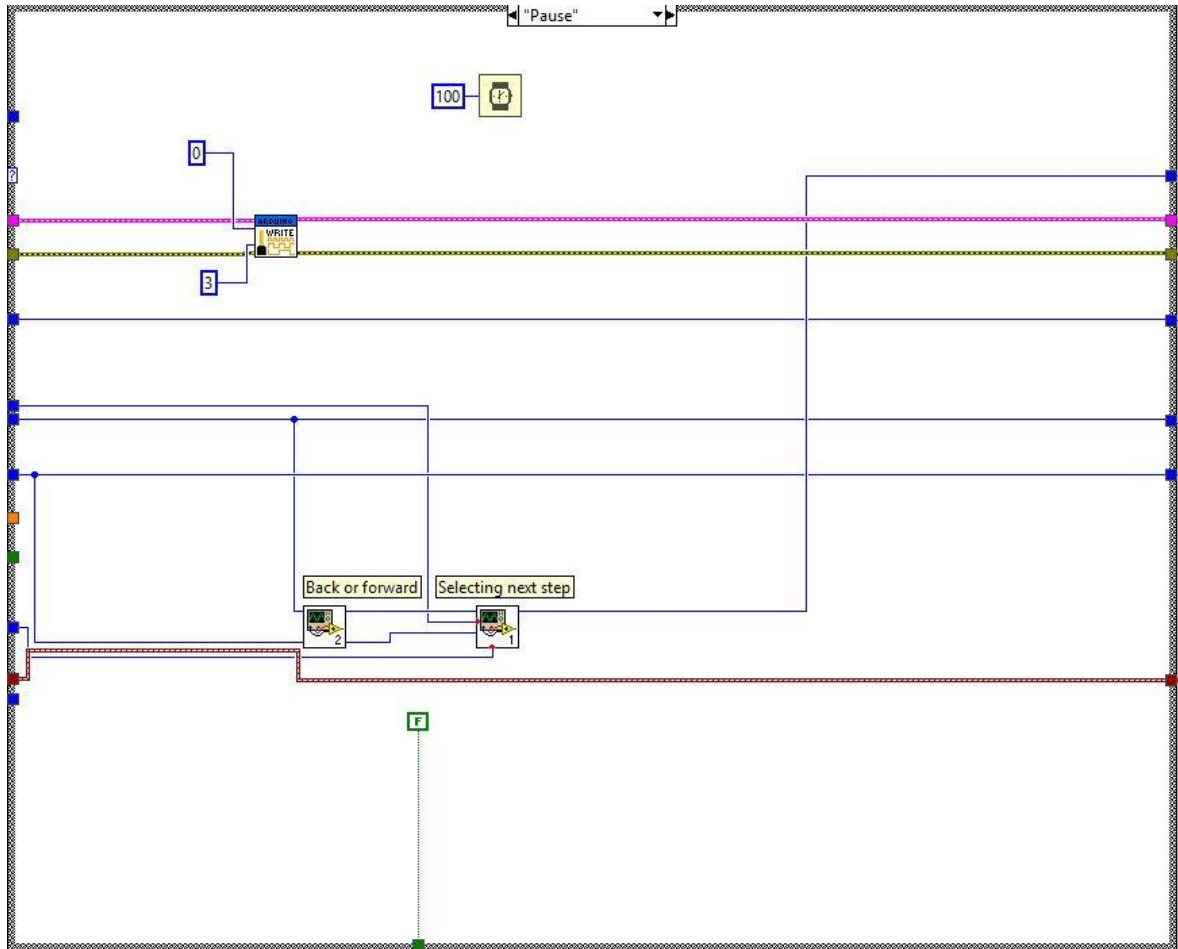 "Pause"
100
0
?
ARDUINO
WRITE
3
Back or forward
Selecting next step
2
1
F